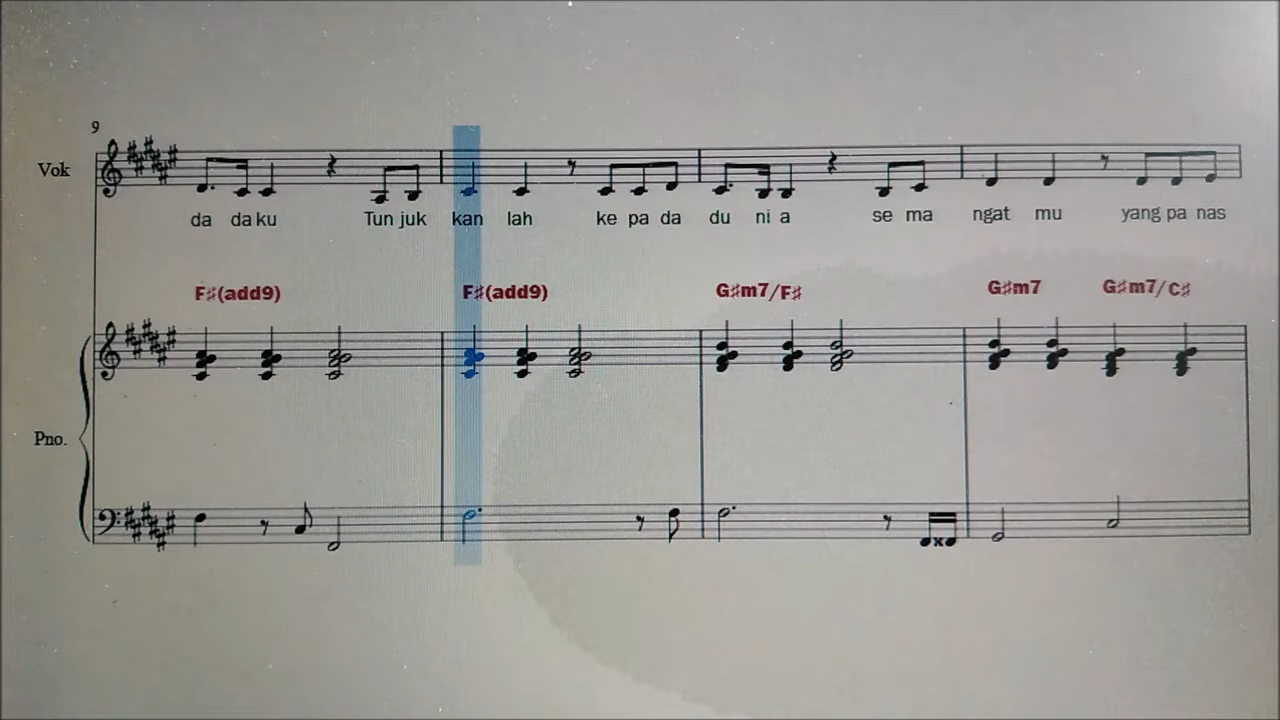 9
Vok
da da ku Tun juk kan lah ke pa da du ni a se ma ngat mu yang pa nas
F♯(add9) F♯(add9) G♯m7/F♯ G♯m7 G♯m7/C♯
Pno.